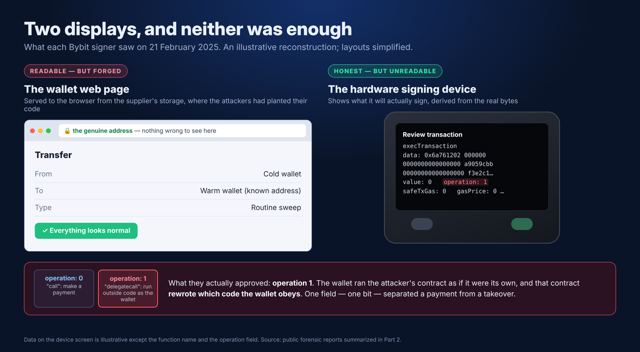 Two displays, and neither was enough
What each Bybit signer saw on 21 February 2025. An illustrative reconstruction; layouts simplified.
READABLE — BUT FORGED
The wallet web page
Served to the browser from the supplier's storage, where the attackers had planted their
code
the genuine address — nothing wrong to see here
Transfer
From Cold wallet
To Warm wallet (known address)
Type Routine sweep
✓ Everything looks normal
HONEST — BUT UNREADABLE
The hardware signing device
Shows what it will actually sign, derived from the real bytes
Review transaction
execTransaction
data: 0x6a761202 000000
0000000000000000 a9059cbb
0000000000000000 f3e2c1…
value: 0 operation: 1
safeTxGas: 0 gasPrice: 0 …
operation: 0
"call": make a
payment
operation: 1
"delegatecall": run
outside code as the
wallet
What they actually approved: operation 1. The wallet ran the attacker's contract as if it were its own, and that contract
rewrote which code the wallet obeys. One field — one bit — separated a payment from a takeover.
Data on the device screen is illustrative except the function name and the operation field. Source: public forensic reports summarized in Part 2.